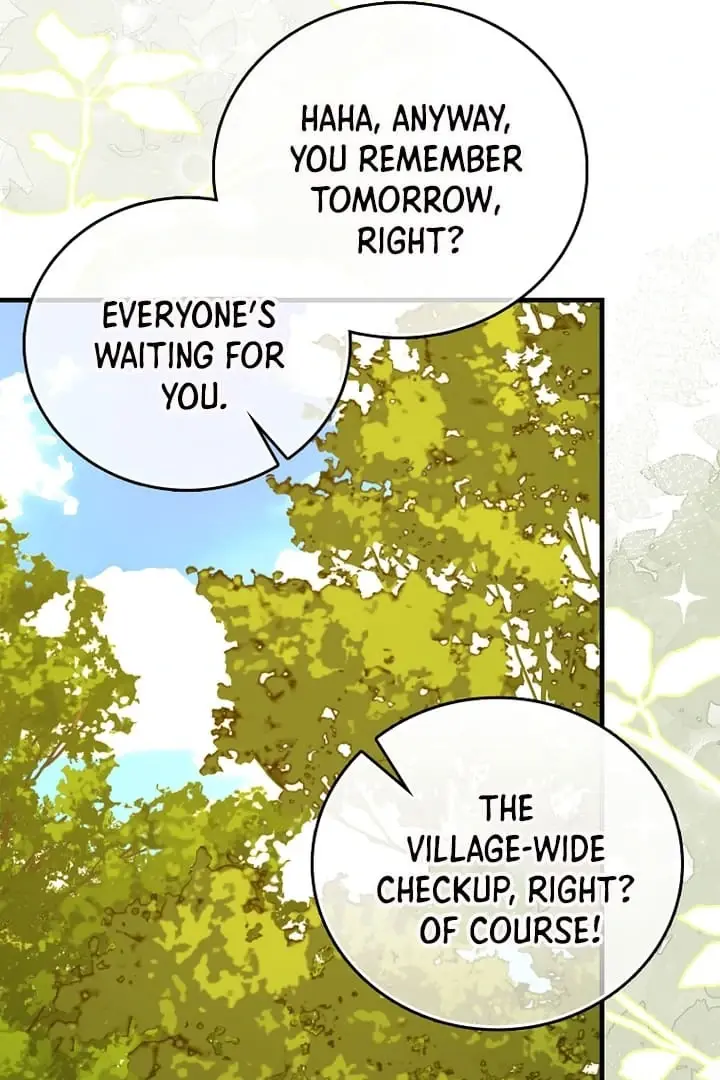 HAHA, ANYWAY,
YOU REMEMBER
TOMORROW,
RIGHT?
EVERYONE'S
WAITING FOR
YOU.
THE
VILLAGE-WIDE
CHECKUP, RIGHT?
OF COURSE!